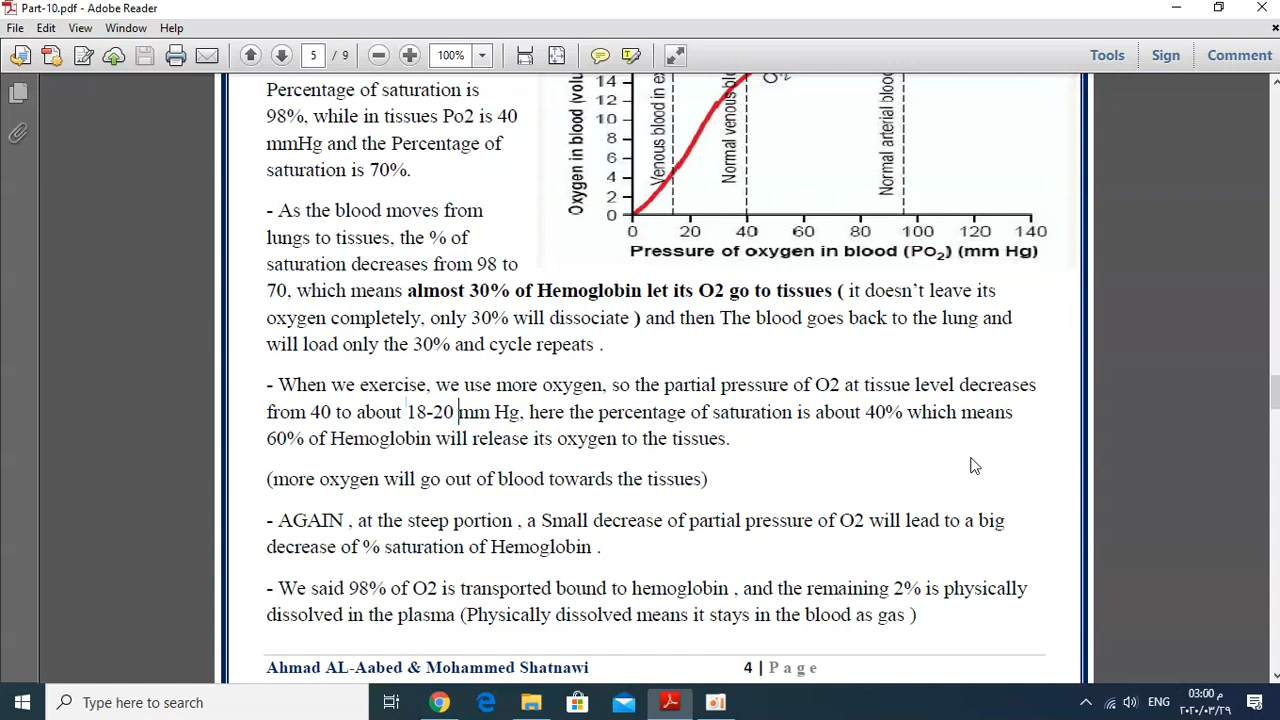 Part-10.pdf - Adobe Reader
File Edit View Window Help
5 / 9 100% Tools Sign Comment
Percentage of saturation is
98%, while in tissues Po2 is 40
mmHg and the Percentage of
saturation is 70%.
- As the blood moves from
lungs to tissues, the % of
saturation decreases from 98 to
Oxygen in blood (volu
14
12
10
8
6
4
2
0
Venous blood in ex
Normal venous blo
O2
Normal arterial blood
0 20 40 60 80 100 120 140
Pressure of oxygen in blood (PO2) (mm Hg)
70, which means almost 30% of Hemoglobin let its O2 go to tissues ( it doesn’t leave its
oxygen completely, only 30% will dissociate ) and then The blood goes back to the lung and
will load only the 30% and cycle repeats .
- When we exercise, we use more oxygen, so the partial pressure of O2 at tissue level decreases
from 40 to about 18-20 mm Hg, here the percentage of saturation is about 40% which means
60% of Hemoglobin will release its oxygen to the tissues.
(more oxygen will go out of blood towards the tissues)
- AGAIN , at the steep portion , a Small decrease of partial pressure of O2 will lead to a big
decrease of % saturation of Hemoglobin .
- We said 98% of O2 is transported bound to hemoglobin , and the remaining 2% is physically
dissolved in the plasma (Physically dissolved means it stays in the blood as gas )
Ahmad AL-Aabed & Mohammed Shatnawi 4 | Page
Type here to search
ENG
03:00 م
٢٠٢٠/٠٣/٢٩